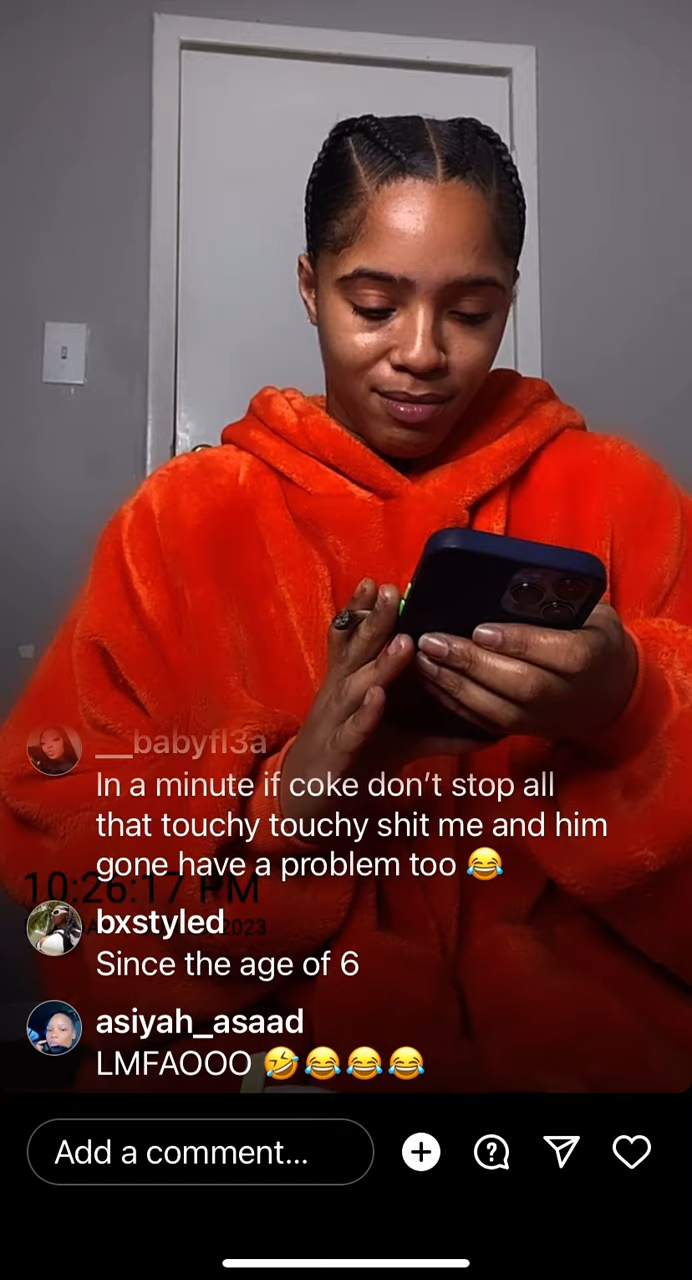 __babyfl3a
In a minute if coke don’t stop all
that touchy touchy shit me and him
gone have a problem too 😂
10:26:17 PM
2023
bxstyled
Since the age of 6
asiyah_asaad
LMFAOOO 🤣😂😂😂
Add a comment...